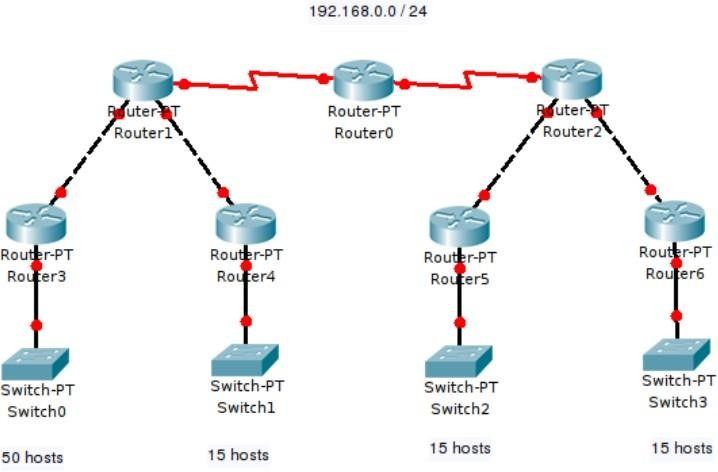 192.168.0.0 / 24
Router-PT
Router1
Router-PT
Router0
Router-PT
Router2
Router-PT
Router3
Router-PT
Router4
Router-PT
Router5
Router-PT
Router6
Switch-PT
Switch0
Switch-PT
Switch1
Switch-PT
Switch2
Switch-PT
Switch3
50 hosts
15 hosts
15 hosts
15 hosts